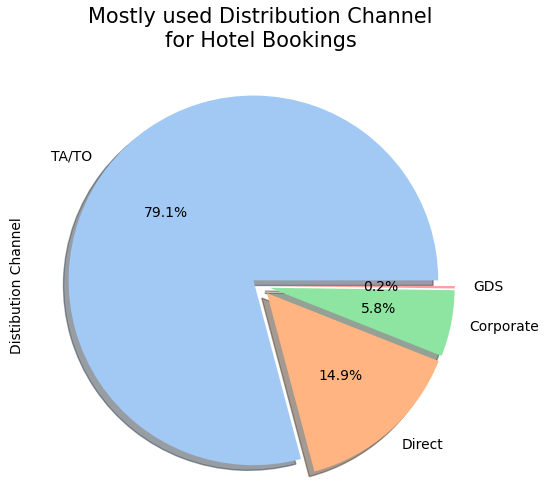 Mostly used Distribution Channel
for Hotel Bookings
TA/TO
79.1%
Distibution Channel
0.2%
GDS
5.8%
Corporate
14.9%
Direct